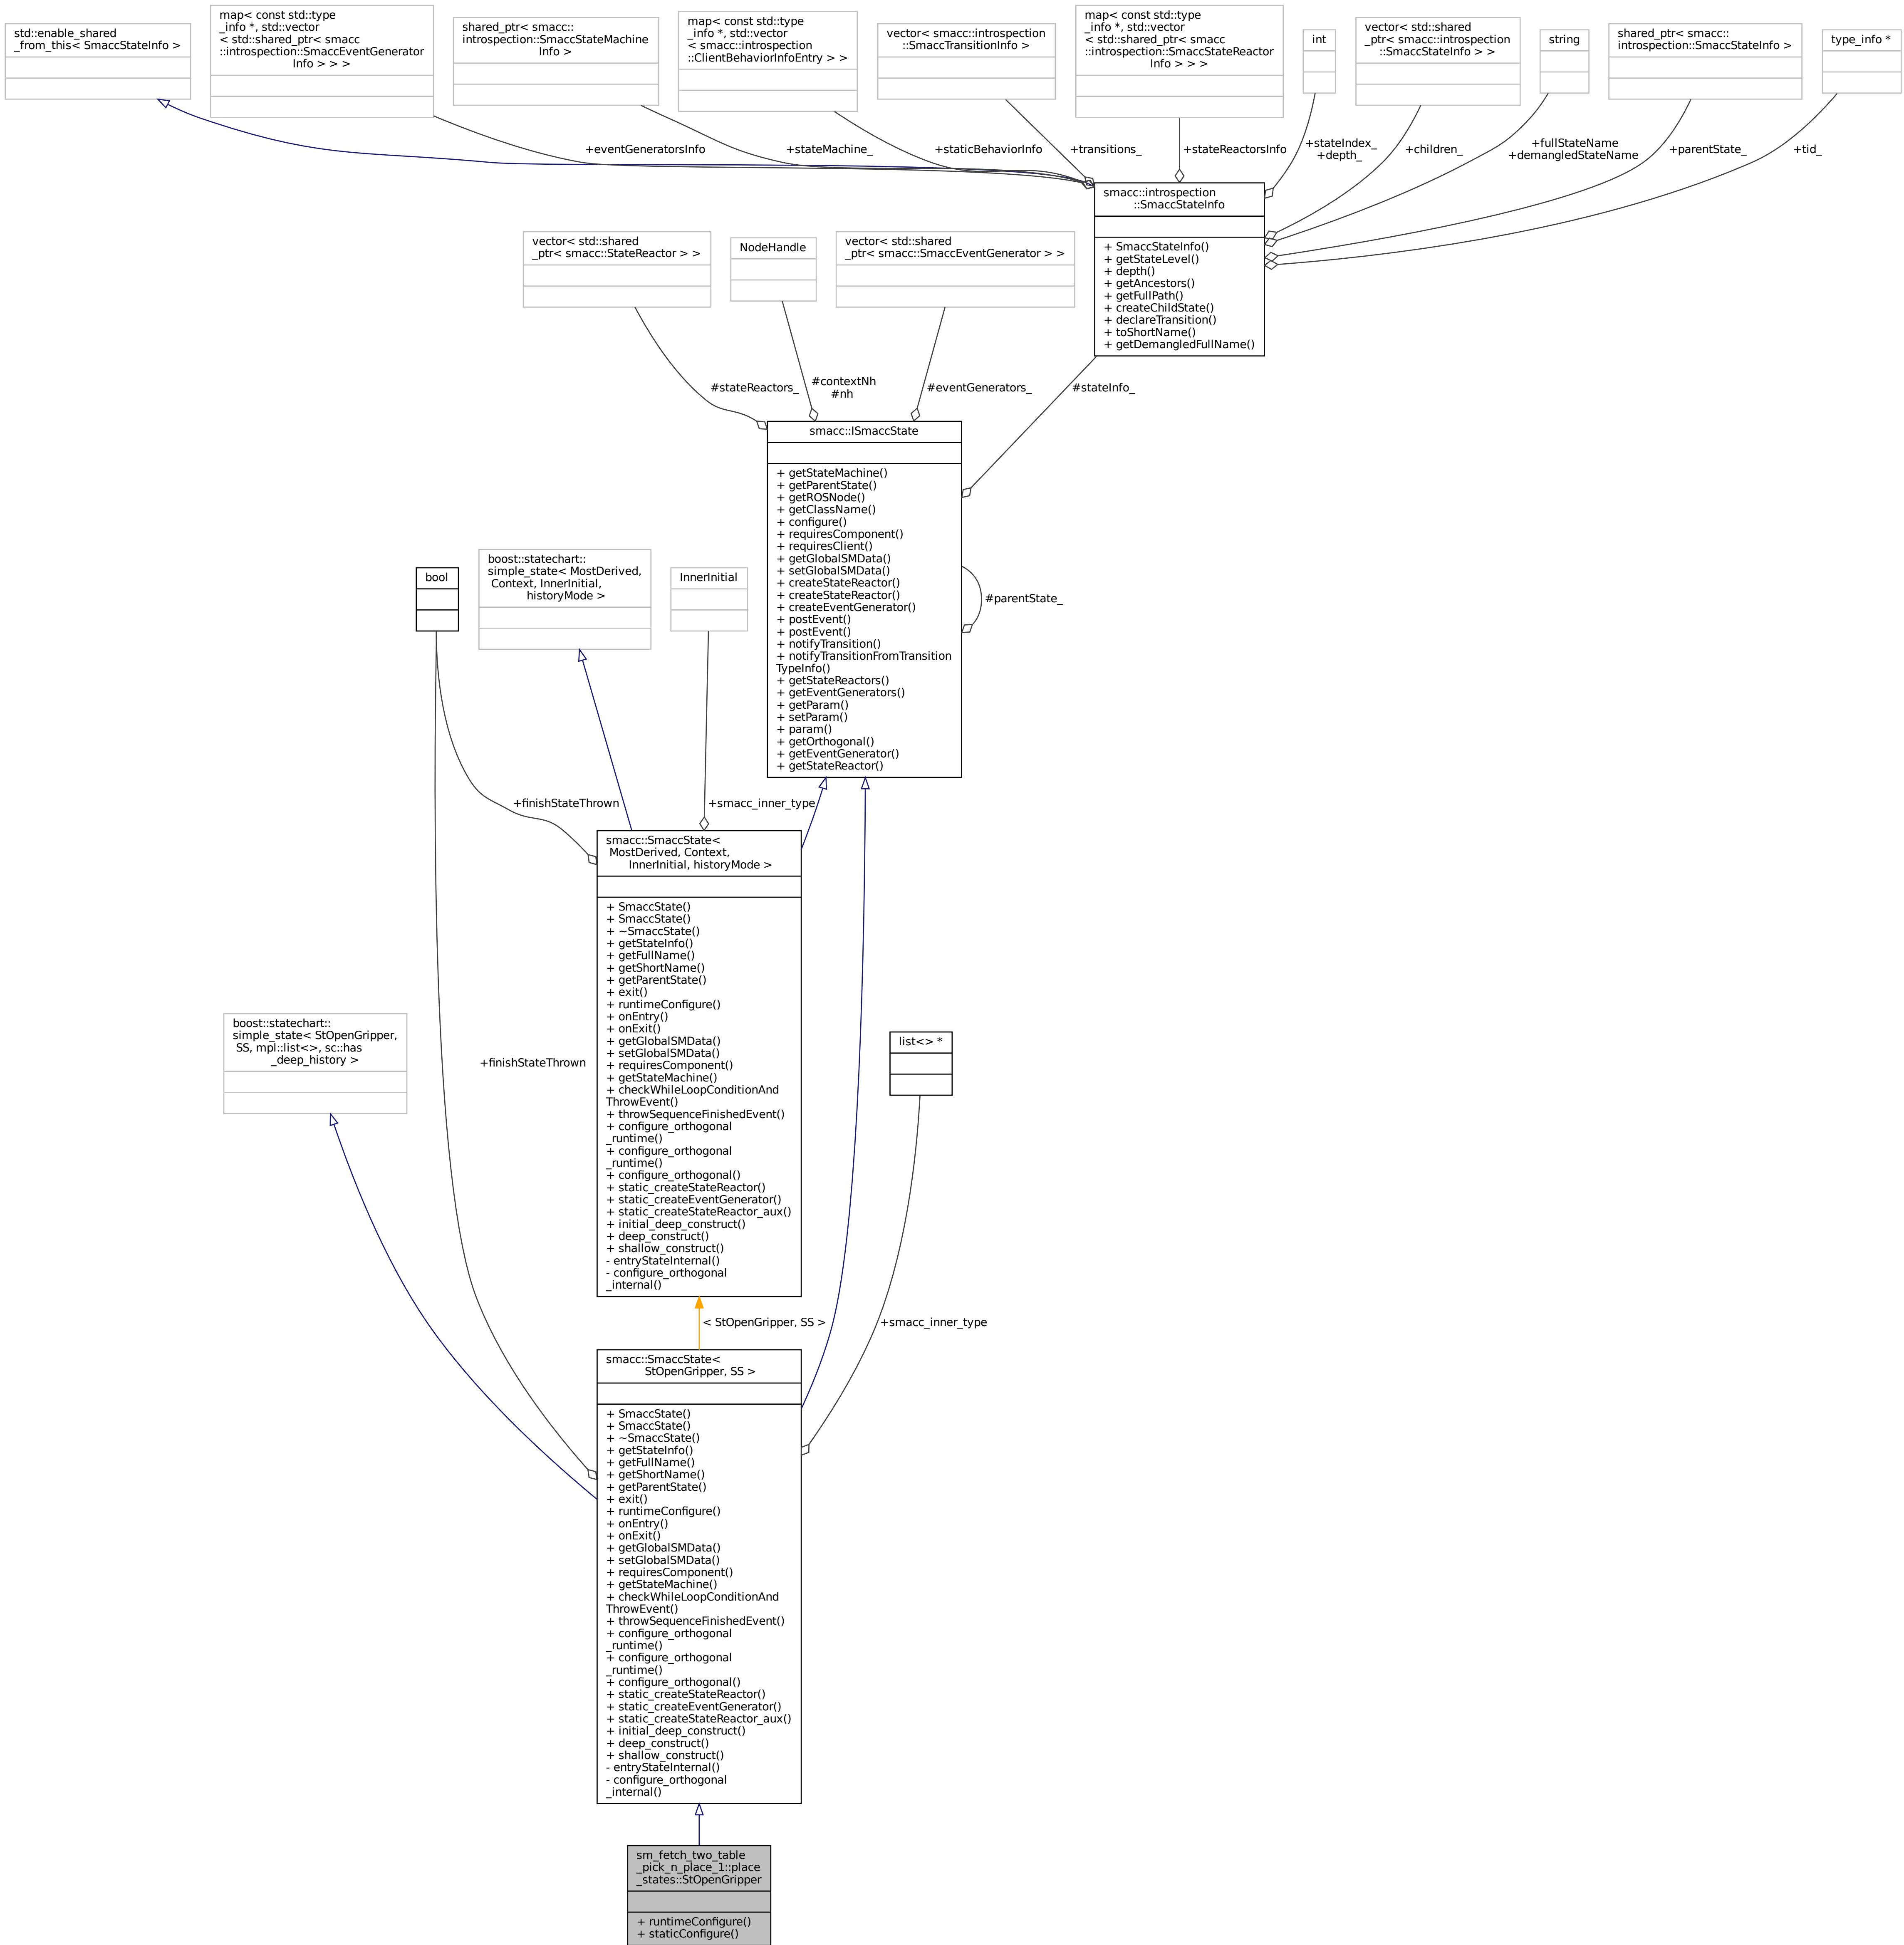 std::enable_shared
_from_this< SmaccStateInfo >
map< const std::type
_info *, std::vector
< std::shared_ptr< smacc
::introspection::SmaccEventGenerator
Info > > >
shared_ptr< smacc::
introspection::SmaccStateMachine
Info >
map< const std::type
_info *, std::vector
< smacc::introspection
::ClientBehaviorInfoEntry > >
vector< smacc::introspection
::SmaccTransitionInfo >
map< const std::type
_info *, std::vector
< std::shared_ptr< smacc
::introspection::SmaccStateReactor
Info > > >
int
vector< std::shared
_ptr< smacc::introspection
::SmaccStateInfo > >
string
shared_ptr< smacc::
introspection::SmaccStateInfo >
type_info *
+eventGeneratorsInfo
+stateMachine_
+staticBehaviorInfo
+transitions_
+stateReactorsInfo
+stateIndex_
+depth_
+children_
+fullStateName
+demangledStateName
+parentState_
+tid_
smacc::introspection
::SmaccStateInfo
+ SmaccStateInfo()
+ getStateLevel()
+ depth()
+ getAncestors()
+ getFullPath()
+ createChildState()
+ declareTransition()
+ toShortName()
+ getDemangledFullName()
vector< std::shared
_ptr< smacc::StateReactor > >
NodeHandle
vector< std::shared
_ptr< smacc::SmaccEventGenerator > >
#stateReactors_
#contextNh
#nh
#eventGenerators_
#stateInfo_
smacc::ISmaccState
+ getStateMachine()
+ getParentState()
+ getROSNode()
+ getClassName()
+ configure()
+ requiresComponent()
+ requiresClient()
+ getGlobalSMData()
+ setGlobalSMData()
+ createStateReactor()
+ createStateReactor()
+ createEventGenerator()
+ postEvent()
+ postEvent()
+ notifyTransition()
+ notifyTransitionFromTransition
TypeInfo()
+ getStateReactors()
+ getEventGenerators()
+ getParam()
+ setParam()
+ param()
+ getOrthogonal()
+ getEventGenerator()
+ getStateReactor()
#parentState_
bool
boost::statechart::
simple_state< MostDerived,
Context, InnerInitial,
historyMode >
InnerInitial
+finishStateThrown
+smacc_inner_type
smacc::SmaccState<
MostDerived, Context,
InnerInitial, historyMode >
+ SmaccState()
+ SmaccState()
+ ~SmaccState()
+ getStateInfo()
+ getFullName()
+ getShortName()
+ getParentState()
+ exit()
+ runtimeConfigure()
+ onEntry()
+ onExit()
+ getGlobalSMData()
+ setGlobalSMData()
+ requiresComponent()
+ getStateMachine()
+ checkWhileLoopConditionAnd
ThrowEvent()
+ throwSequenceFinishedEvent()
+ configure_orthogonal
_runtime()
+ configure_orthogonal
_runtime()
+ configure_orthogonal()
+ static_createStateReactor()
+ static_createEventGenerator()
+ static_createStateReactor_aux()
+ initial_deep_construct()
+ deep_construct()
+ shallow_construct()
- entryStateInternal()
- configure_orthogonal
_internal()
boost::statechart::
simple_state< StOpenGripper,
SS, mpl::list<>, sc::has
_deep_history >
+finishStateThrown
list<> *
< StOpenGripper, SS >
+smacc_inner_type
smacc::SmaccState<
StOpenGripper, SS >
+ SmaccState()
+ SmaccState()
+ ~SmaccState()
+ getStateInfo()
+ getFullName()
+ getShortName()
+ getParentState()
+ exit()
+ runtimeConfigure()
+ onEntry()
+ onExit()
+ getGlobalSMData()
+ setGlobalSMData()
+ requiresComponent()
+ getStateMachine()
+ checkWhileLoopConditionAnd
ThrowEvent()
+ throwSequenceFinishedEvent()
+ configure_orthogonal
_runtime()
+ configure_orthogonal
_runtime()
+ configure_orthogonal()
+ static_createStateReactor()
+ static_createEventGenerator()
+ static_createStateReactor_aux()
+ initial_deep_construct()
+ deep_construct()
+ shallow_construct()
- entryStateInternal()
- configure_orthogonal
_internal()
sm_fetch_two_table
_pick_n_place_1::place
_states::StOpenGripper
+ runtimeConfigure()
+ staticConfigure()